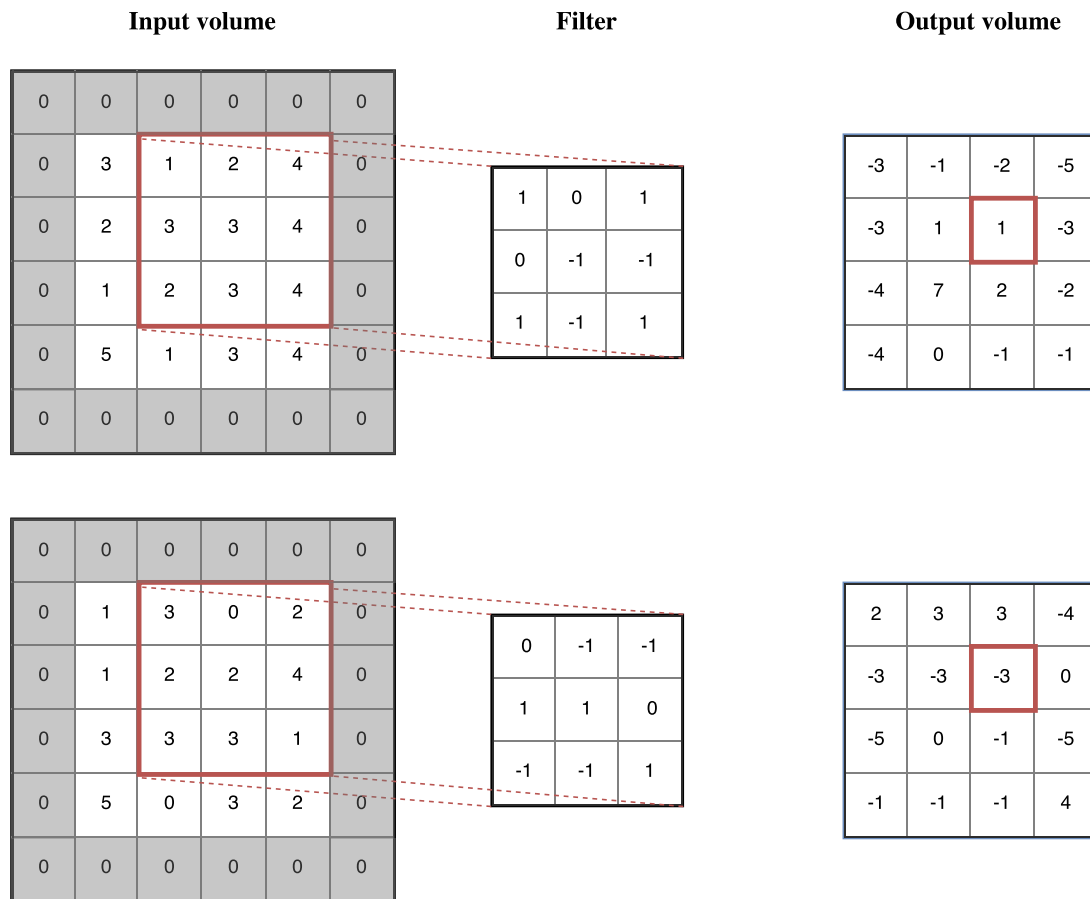 Input volume Filter Output volume
0 0 0 0 0 0
0 3 1 2 4 0
0 2 3 3 4 0
0 1 2 3 4 0
0 5 1 3 4 0
0 0 0 0 0 0
1 0 1
0 -1 -1
1 -1 1
-3 -1 -2 -5
-3 1 1 -3
-4 7 2 -2
-4 0 -1 -1
0 0 0 0 0 0
0 1 3 0 2 0
0 1 2 2 4 0
0 3 3 3 1 0
0 5 0 3 2 0
0 0 0 0 0 0
0 -1 -1
1 1 0
-1 -1 1
2 3 3 -4
-3 -3 -3 0
-5 0 -1 -5
-1 -1 -1 4